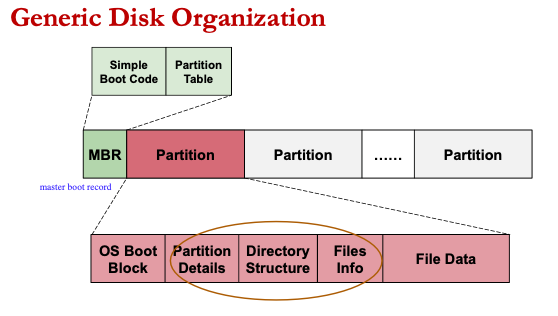 Generic Disk Organization
Simple
Boot Code
Partition
Table
MBR
Partition
Partition
......
Partition
master boot record
OS Boot
Block
Partition
Details
Directory
Structure
Files
Info
File Data